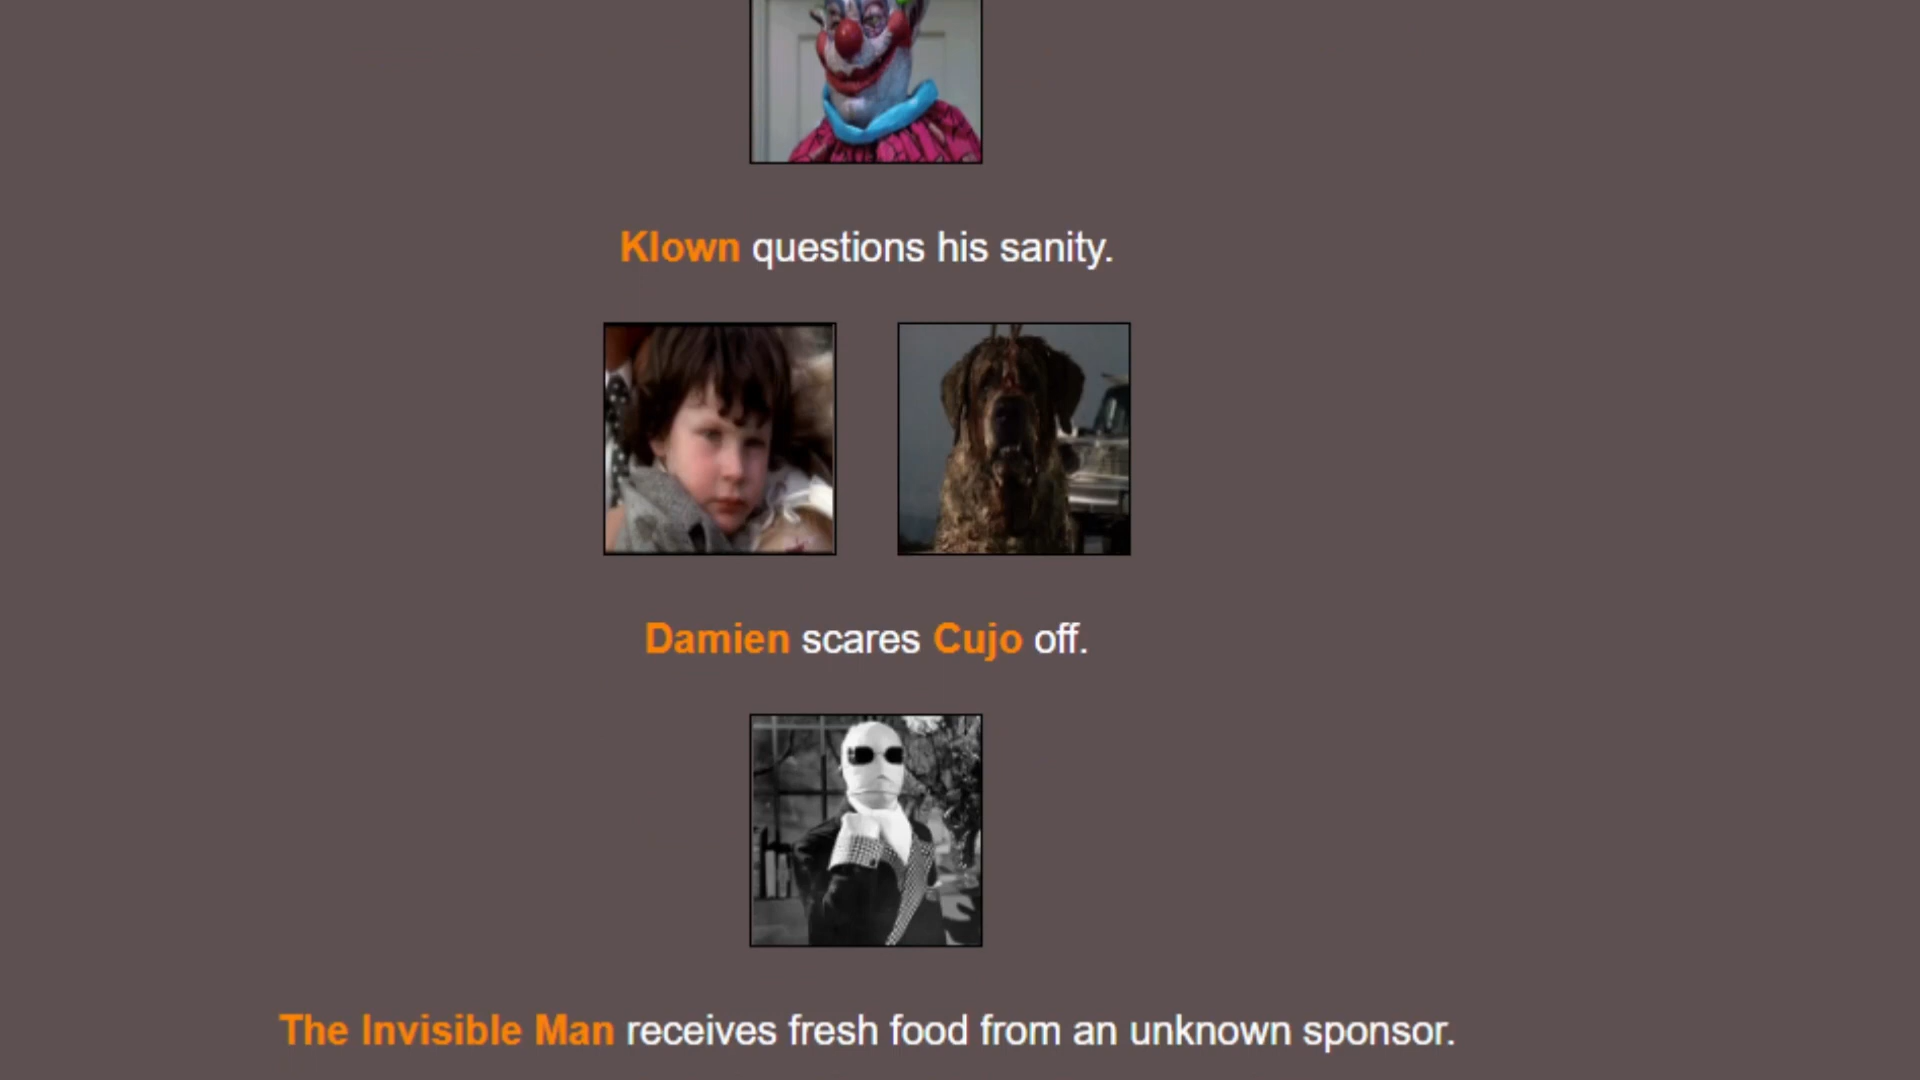 Klown questions his sanity.
Damien scares Cujo off.
The Invisible Man receives fresh food from an unknown sponsor.